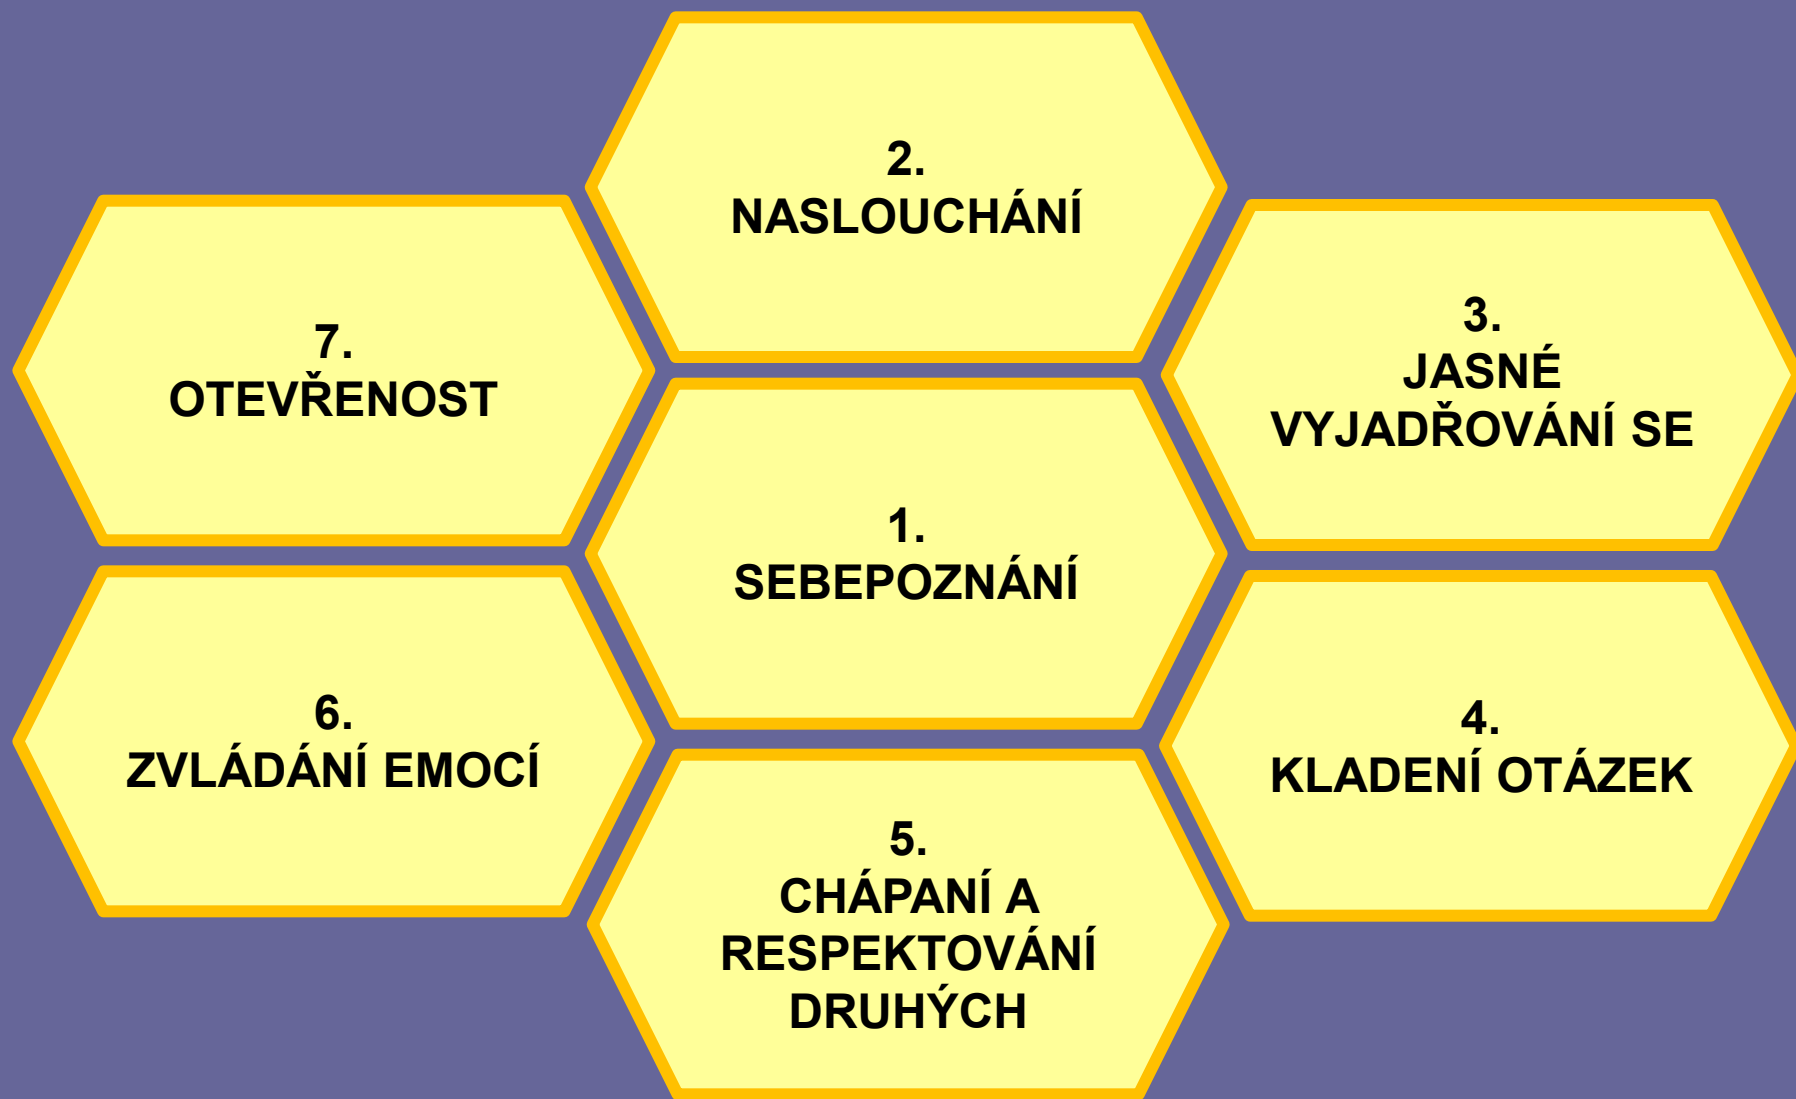 1.
SEBEPOZNÁNÍ
2.
NASLOUCHÁNÍ
3.
JASNÉ
VYJADŘOVÁNÍ SE
4.
KLADENÍ OTÁZEK
5.
CHÁPANÍ A
RESPEKTOVÁNÍ
DRUHÝCH
6.
ZVLÁDÁNÍ EMOCÍ
7.
OTEVŘENOST